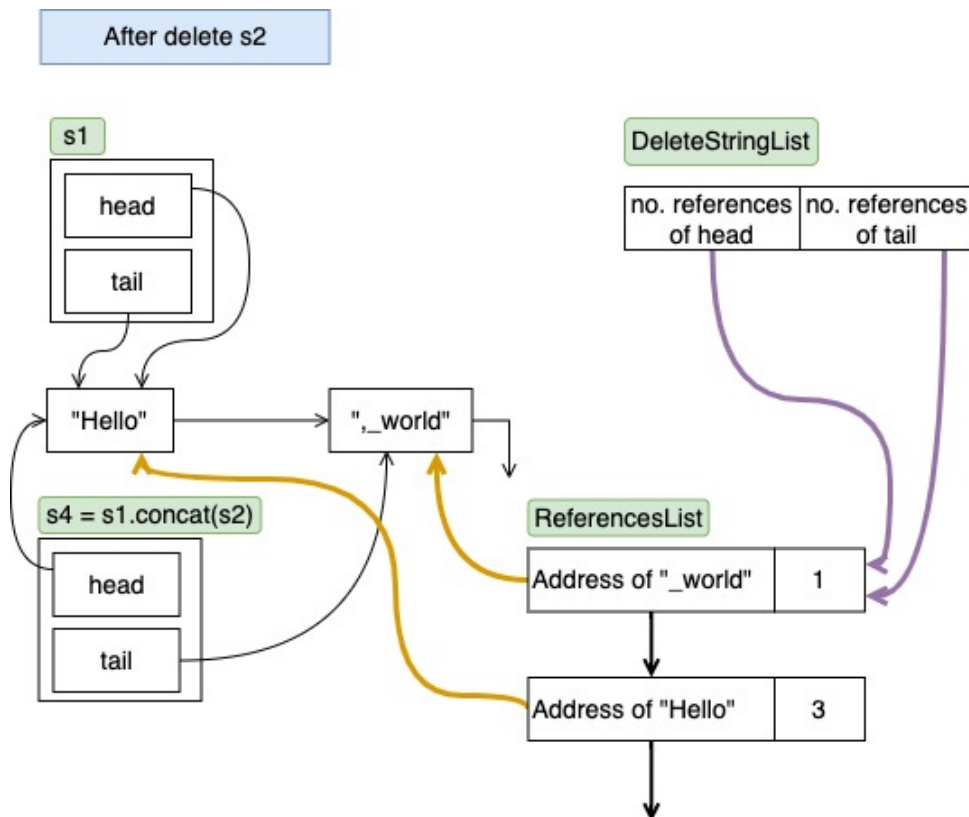 After delete s2
s1
head
tail
DeleteStringList
no. references
of head
no. references
of tail
"Hello"
",_world"
s4 = s1.concat(s2)
head
tail
ReferencesList
Address of "_world"
1
Address of "Hello"
3